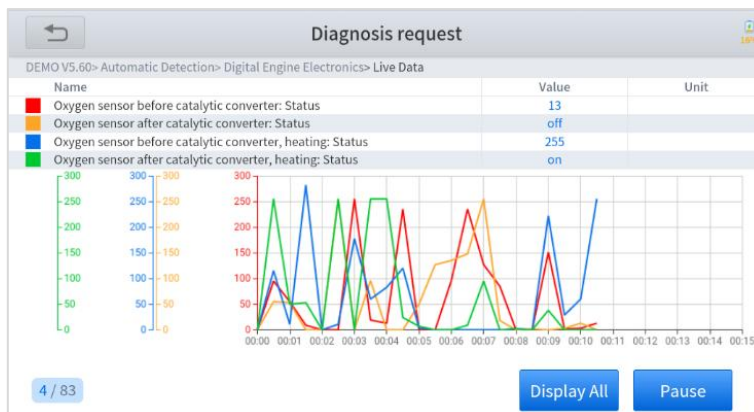 Diagnosis request
DEMO V5.60> Automatic Detection> Digital Engine Electronics> Live Data
Name Value Unit
Oxygen sensor before catalytic converter: Status 13
Oxygen sensor after catalytic converter: Status off
Oxygen sensor before catalytic converter, heating: Status 255
Oxygen sensor after catalytic converter, heating: Status on
300 300 300 300
250 250 250 250
200 200 200 200
150 150 150 150
100 100 100 100
50 50 50 50
0 0 0 0
00:00 00:01 00:02 00:03 00:04 00:05 00:06 00:07 00:08 00:09 00:10 00:11 00:12 00:13 00:14 00:15
4 / 83
Display All Pause